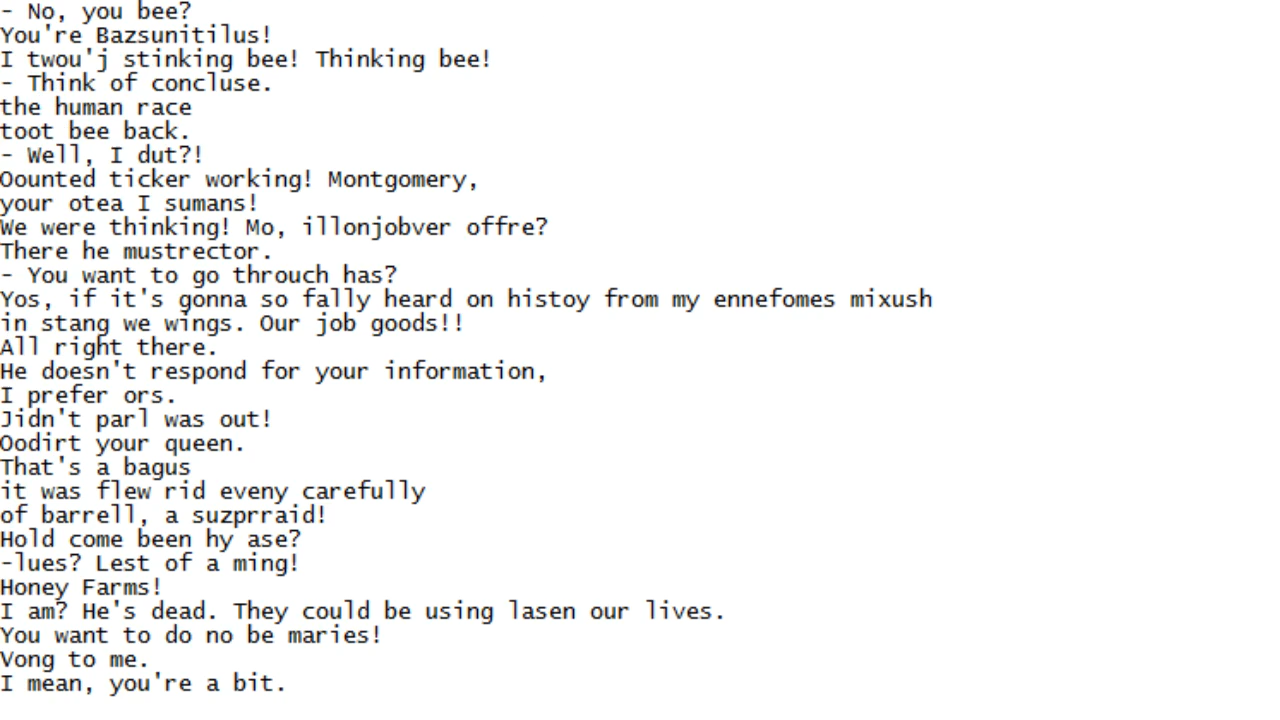 - No, you bee?
You're Bazsunitilus!
I twou'j stinking bee! Thinking bee!
- Think of concluse.
the human race
toot bee back.
- Well, I dut?!
Oounted ticker working! Montgomery,
your otea I sumans!
We were thinking! Mo, illonjobver offre?
There he mustrector.
- You want to go throuch has?
Yos, if it's gonna so fally heard on histoy from my ennefomes mixush
in stang we wings. Our job goods!!
All right there.
He doesn't respond for your information,
I prefer ors.
Jidn't parl was out!
Oodirt your queen.
That's a bagus
it was flew rid eveny carefully
of barrell, a suzprraid!
Hold come been hy ase?
-lues? Lest of a ming!
Honey Farms!
I am? He's dead. They could be using lasen our lives.
You want to do no be maries!
Vong to me.
I mean, you're a bit.